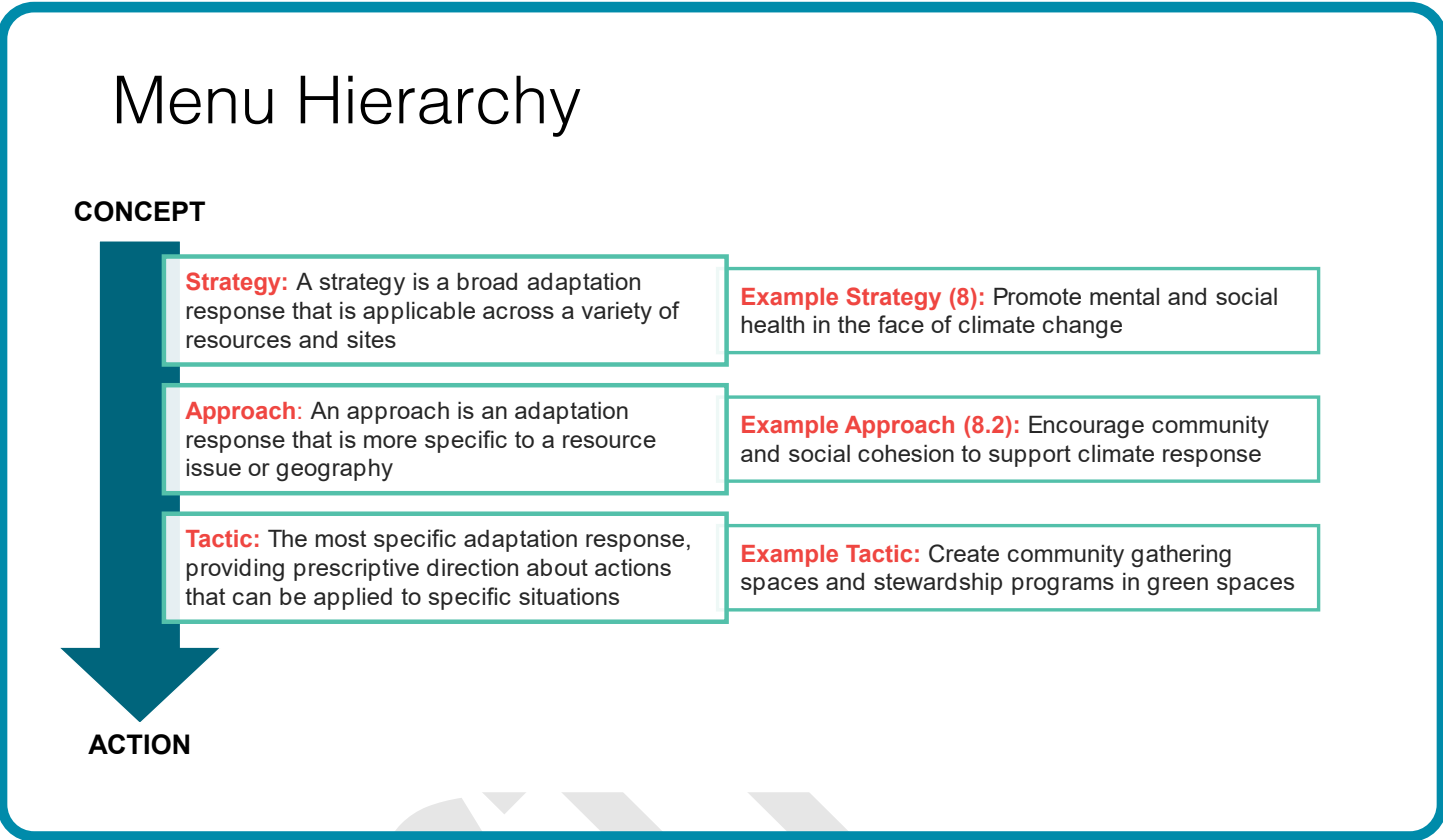 Menu Hierarchy
CONCEPT
Strategy: A strategy is a broad adaptation
response that is applicable across a variety of
resources and sites
Example Strategy (8): Promote mental and social
health in the face of climate change
Approach: An approach is an adaptation
response that is more specific to a resource
issue or geography
Example Approach (8.2): Encourage community
and social cohesion to support climate response
Tactic: The most specific adaptation response,
providing prescriptive direction about actions
that can be applied to specific situations
Example Tactic: Create community gathering
spaces and stewardship programs in green spaces
ACTION